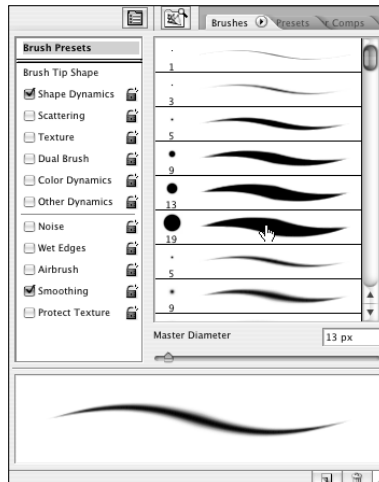 Brushes Presets r Comps
Brush Presets
Brush Tip Shape
Shape Dynamics
Scattering
Texture
Dual Brush
Color Dynamics
Other Dynamics
Noise
Wet Edges
Airbrush
Smoothing
Protect Texture
1
3
5
9
13
19
5
9
Master Diameter
13 px